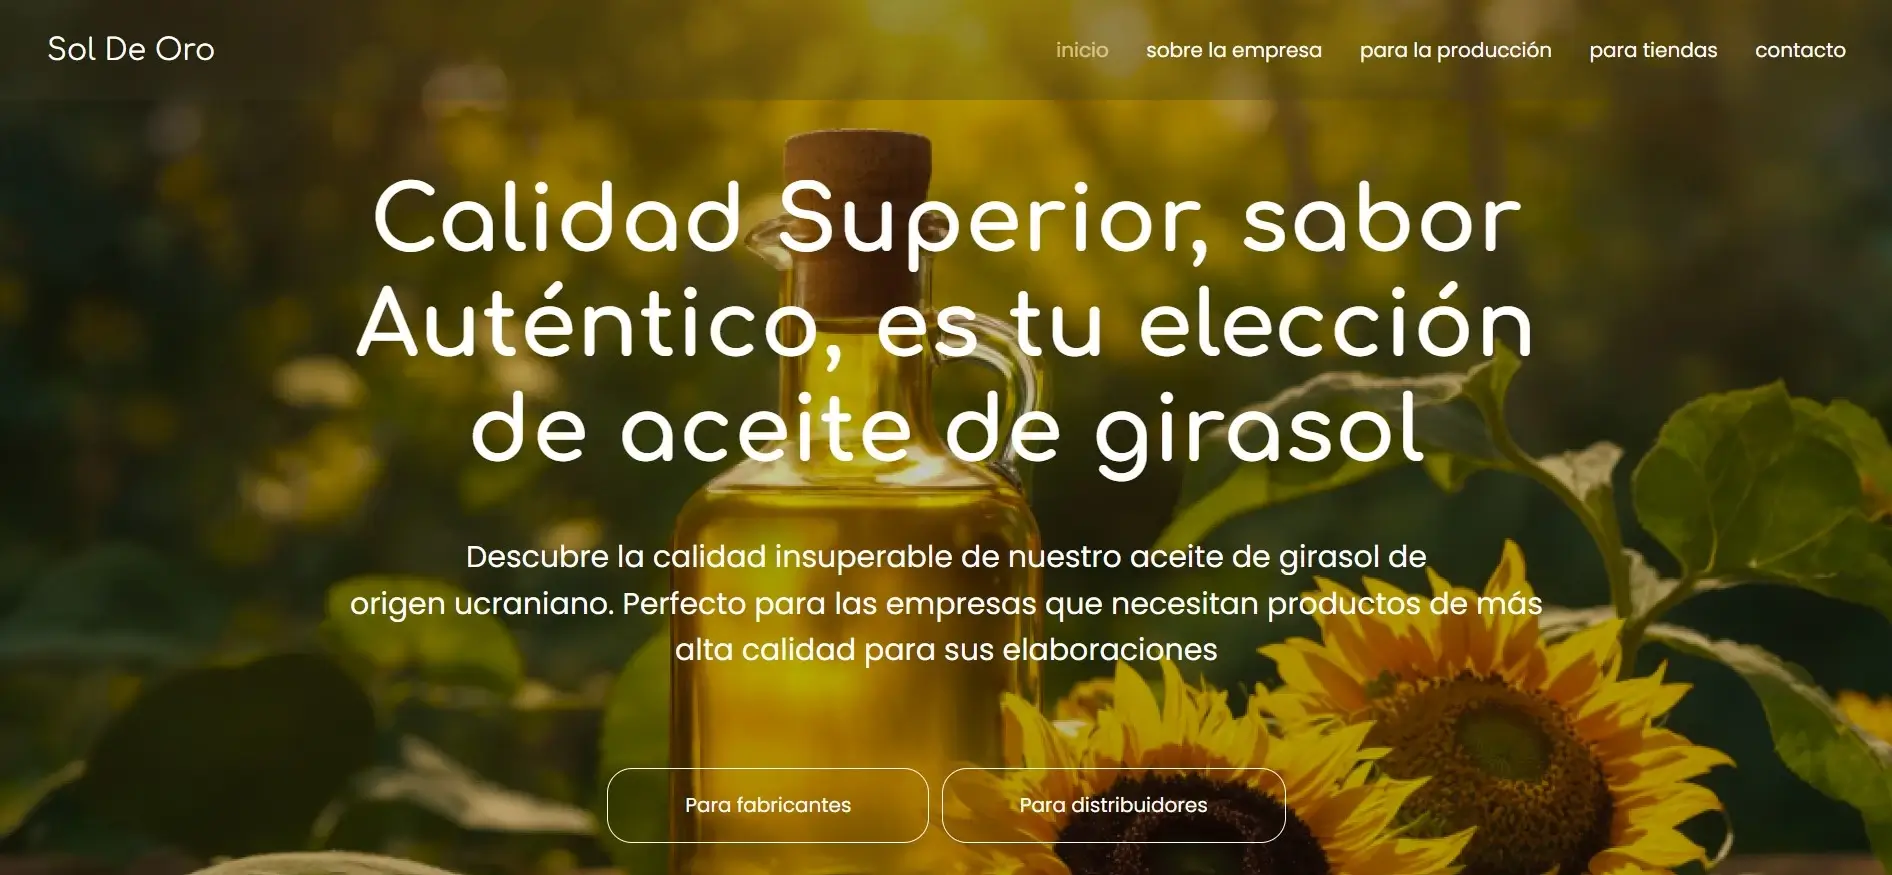 Sol De Oro
inicio
sobre la empresa
para la producción
para tiendas
contacto
Calidad Superior, sabor
Auténtico, es tu elección
de aceite de girasol
Descubre la calidad insuperable de nuestro aceite de girasol de
origen ucraniano. Perfecto para las empresas que necesitan productos de más
alta calidad para sus elaboraciones
Para fabricantes
Para distribuidores